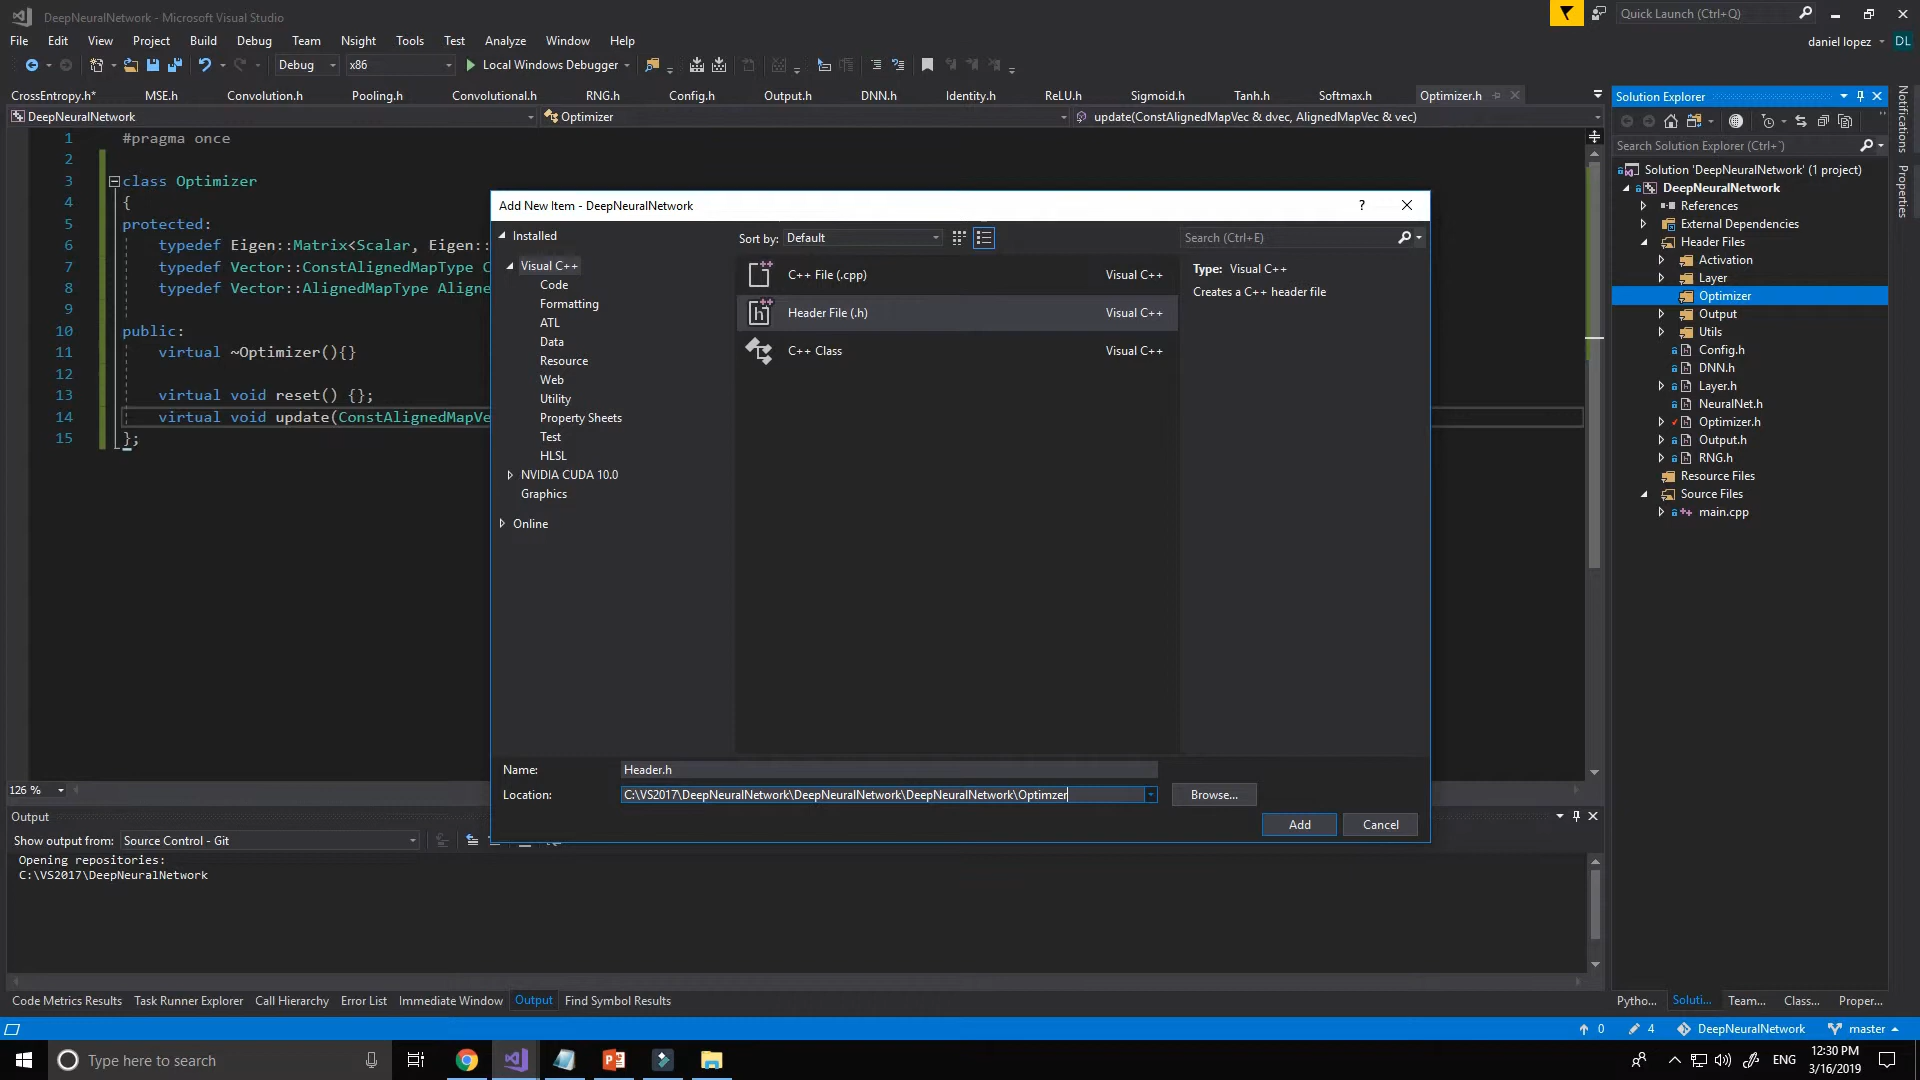 DeepNeuralNetwork - Microsoft Visual Studio
Quick Launch (Ctrl+Q)
File Edit View Project Build Debug Team Nsight Tools Test Analyze Window Help
daniel lopez DL
Debug x86 Local Windows Debugger
CrossEntropy.h* MSE.h Convolution.h Pooling.h Convolutional.h RNG.h Config.h Output.h DNN.h Identity.h ReLU.h Sigmoid.h Tanh.h Softmax.h Optimizer.h
DeepNeuralNetwork Optimizer update(ConstAlignedMapVec & dvec, AlignedMapVec & vec)
1 #pragma once
2
3 class Optimizer
4 {
5 protected:
6 typedef Eigen::Matrix<Scalar, Eigen::
7 typedef Vector::ConstAlignedMapType C
8 typedef Vector::AlignedMapType Aligne
9
10 public:
11 virtual ~Optimizer(){}
12
13 virtual void reset() {};
14 virtual void update(ConstAlignedMapVe
15 };
126 %
Add New Item - DeepNeuralNetwork
?
Installed
Visual C++
Code
Formatting
ATL
Data
Resource
Web
Utility
Property Sheets
Test
HLSL
NVIDIA CUDA 10.0
Graphics
Online
Sort by: Default
Search (Ctrl+E)
C++ File (.cpp) Visual C++
Header File (.h) Visual C++
C++ Class Visual C++
Type: Visual C++
Creates a C++ header file
Name: Header.h
Location: C:\VS2017\DeepNeuralNetwork\DeepNeuralNetwork\DeepNeuralNetwork\Optimzer
Browse...
Add Cancel
Solution Explorer
Search Solution Explorer (Ctrl+`)
Solution 'DeepNeuralNetwork' (1 project)
DeepNeuralNetwork
References
External Dependencies
Header Files
Activation
Layer
Optimizer
Output
Utils
Config.h
DNN.h
Layer.h
NeuralNet.h
Optimizer.h
Output.h
RNG.h
Resource Files
Source Files
main.cpp
Notifications
Properties
Output
Show output from: Source Control - Git
Opening repositories:
C:\VS2017\DeepNeuralNetwork
Code Metrics Results Task Runner Explorer Call Hierarchy Error List Immediate Window Output Find Symbol Results
Pytho... Soluti... Team... Class... Proper...
0 4 DeepNeuralNetwork master
Type here to search
ENG
12:30 PM
3/16/2019